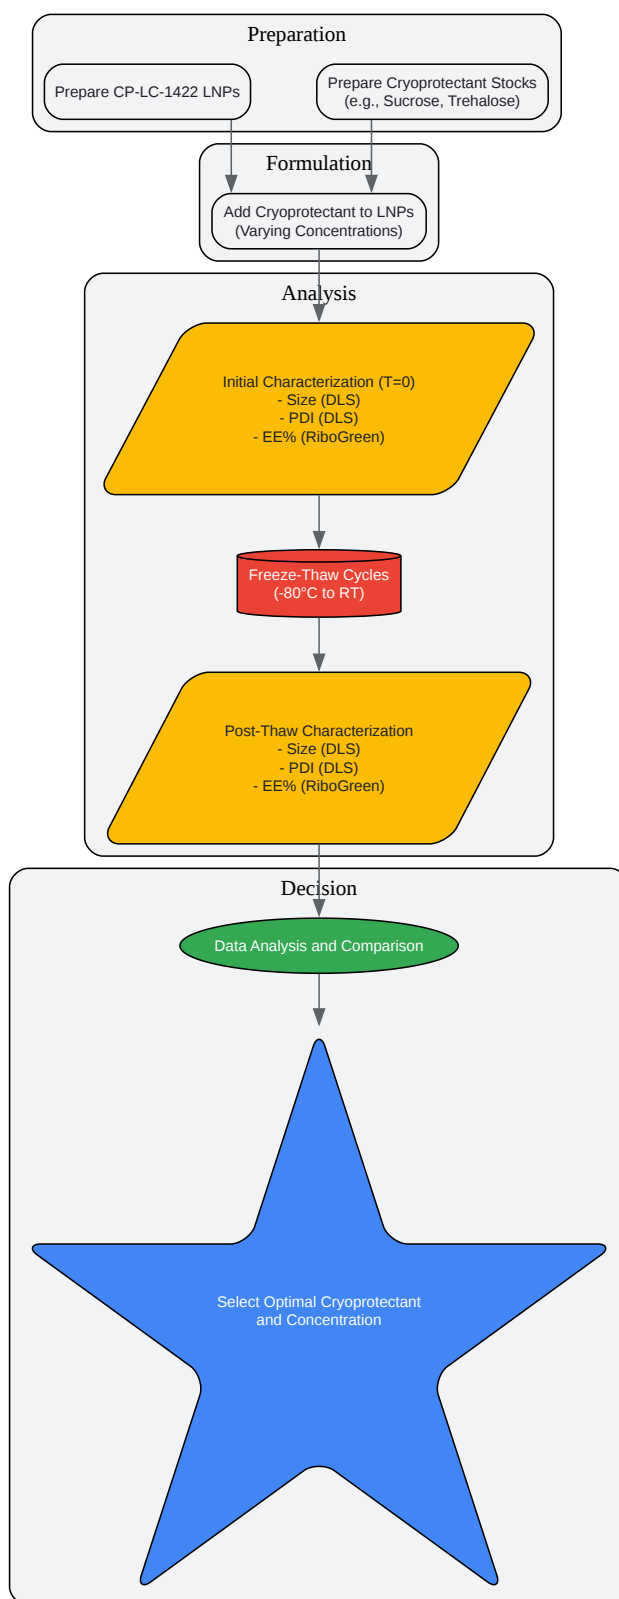 Preparation
Prepare CP-LC-1422 LNPs
Prepare Cryoprotectant Stocks
(e.g., Sucrose, Trehalose)
Formulation
Add Cryoprotectant to LNPs
(Varying Concentrations)
Analysis
Initial Characterization (T=0)
- Size (DLS)
- PDI (DLS)
- EE% (RiboGreen)
Freeze-Thaw Cycles
(-80°C to RT)
Post-Thaw Characterization
- Size (DLS)
- PDI (DLS)
- EE% (RiboGreen)
Decision
Data Analysis and Comparison
Select Optimal Cryoprotectant
and Concentration